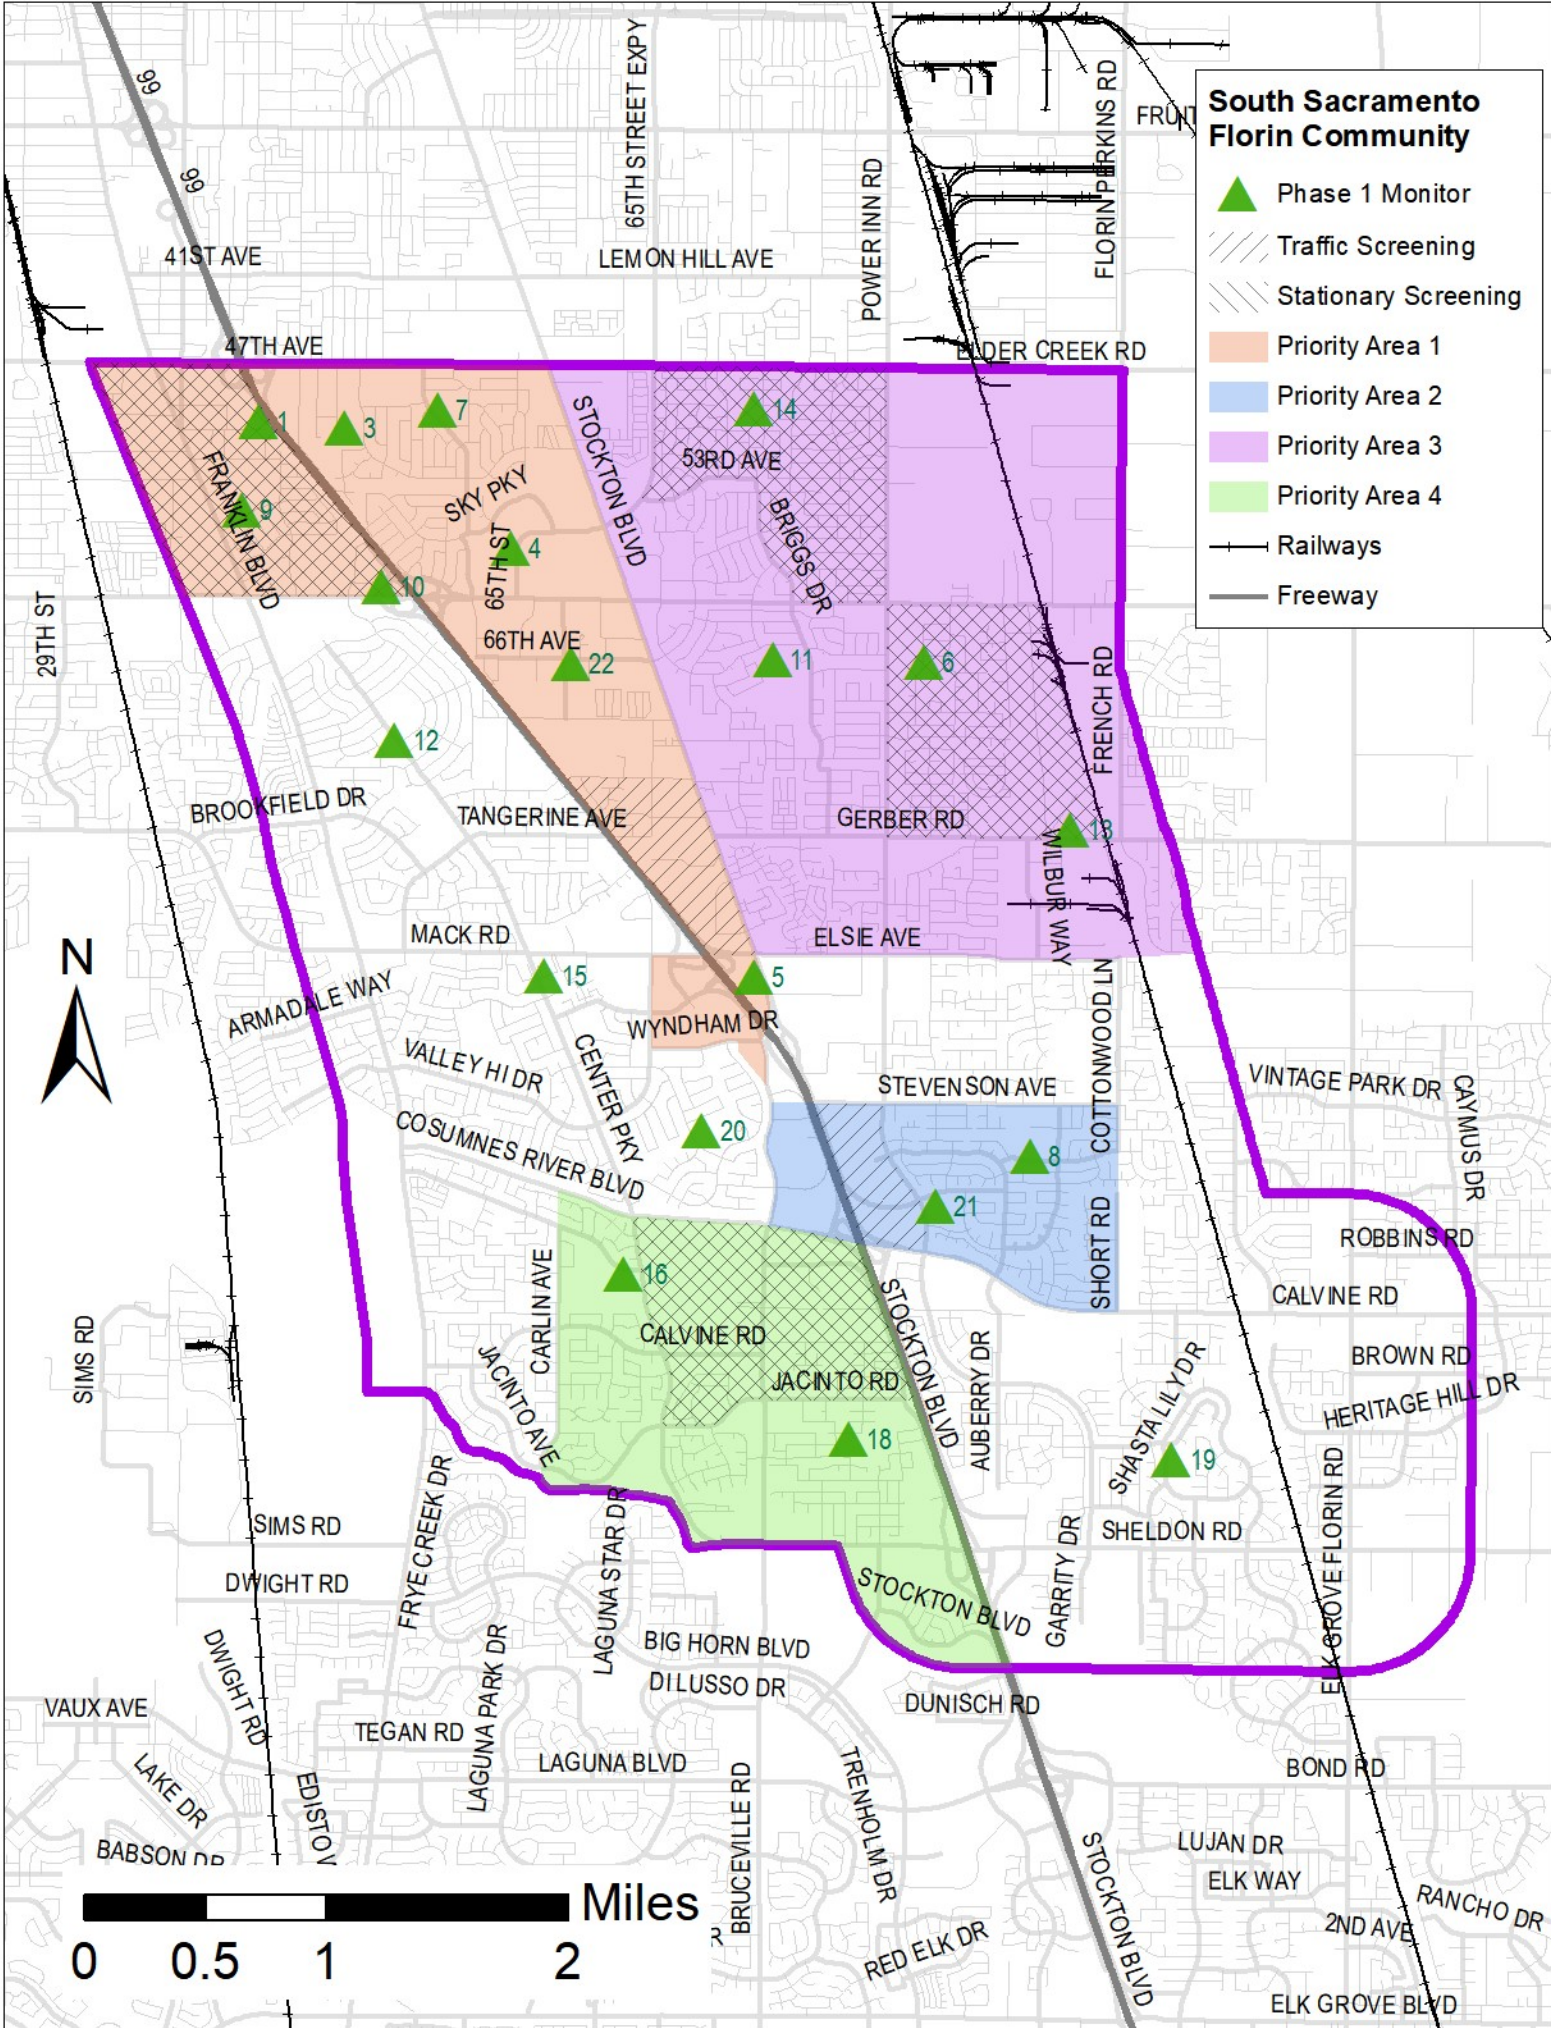 99
65TH STREET EXPY
FLORIN PERKINS RD
South Sacramento
Florin Community
Phase 1 Monitor
Traffic Screening
Stationary Screening
Priority Area 1
Priority Area 2
Priority Area 3
Priority Area 4
Railways
Freeway
99
POWER INN RD
41ST AVE
LEMON HILL AVE
47TH AVE
ELDER CREEK RD
1
3
7
14
STOCKTON BLVD
53RD AVE
FRANKLIN BLVD
9
SKY PKY
BRIGGS DR
65TH ST
4
10
29TH ST
66TH AVE
22
11
6
FRENCH RD
12
BROOKFIELD DR
TANGERINE AVE
GERBER RD
13
WILBUR WAY
MACK RD
ELSIE AVE
N
15
5
ARMADALE WAY
WYNDHAM DR
COTTONWOOD LN
VALLEY HI DR
CENTER PKY
STEVENSON AVE
VINTAGE PARK DR
CAYMUS DR
COSUMNES RIVER BLVD
20
8
21
SHORT RD
ROBBINS RD
CARLIN AVE
16
STOCKTON BLVD
CALVINE RD
SIMS RD
CALVINE RD
JACINTO AVE
JACINTO RD
AUBERRY DR
SHASTA LILY DR
BROWN RD
HERITAGE HILL DR
18
19
FRYE CREEK DR
LAGUNA STAR DR
SIMS RD
SHELDON RD
ELK GROVE FLORIN RD
DWIGHT RD
STOCKTON BLVD
GARRITY DR
DWIGHT RD
LAGUNA PARK DR
BIG HORN BLVD
DILUSSO DR
VAUX AVE
TEGAN RD
DUNISCH RD
LAKE DR
EDISTO V
LAGUNA BLVD
BRUCEVILLE RD
TRENHOLM DR
BOND RD
BABSON DR
STOCKTON BLVD
LUJAN DR
ELK WAY
RANCHO DR
2ND AVE
RED ELK DR
ELK GROVE BLVD
Miles
0 0.5 1 2